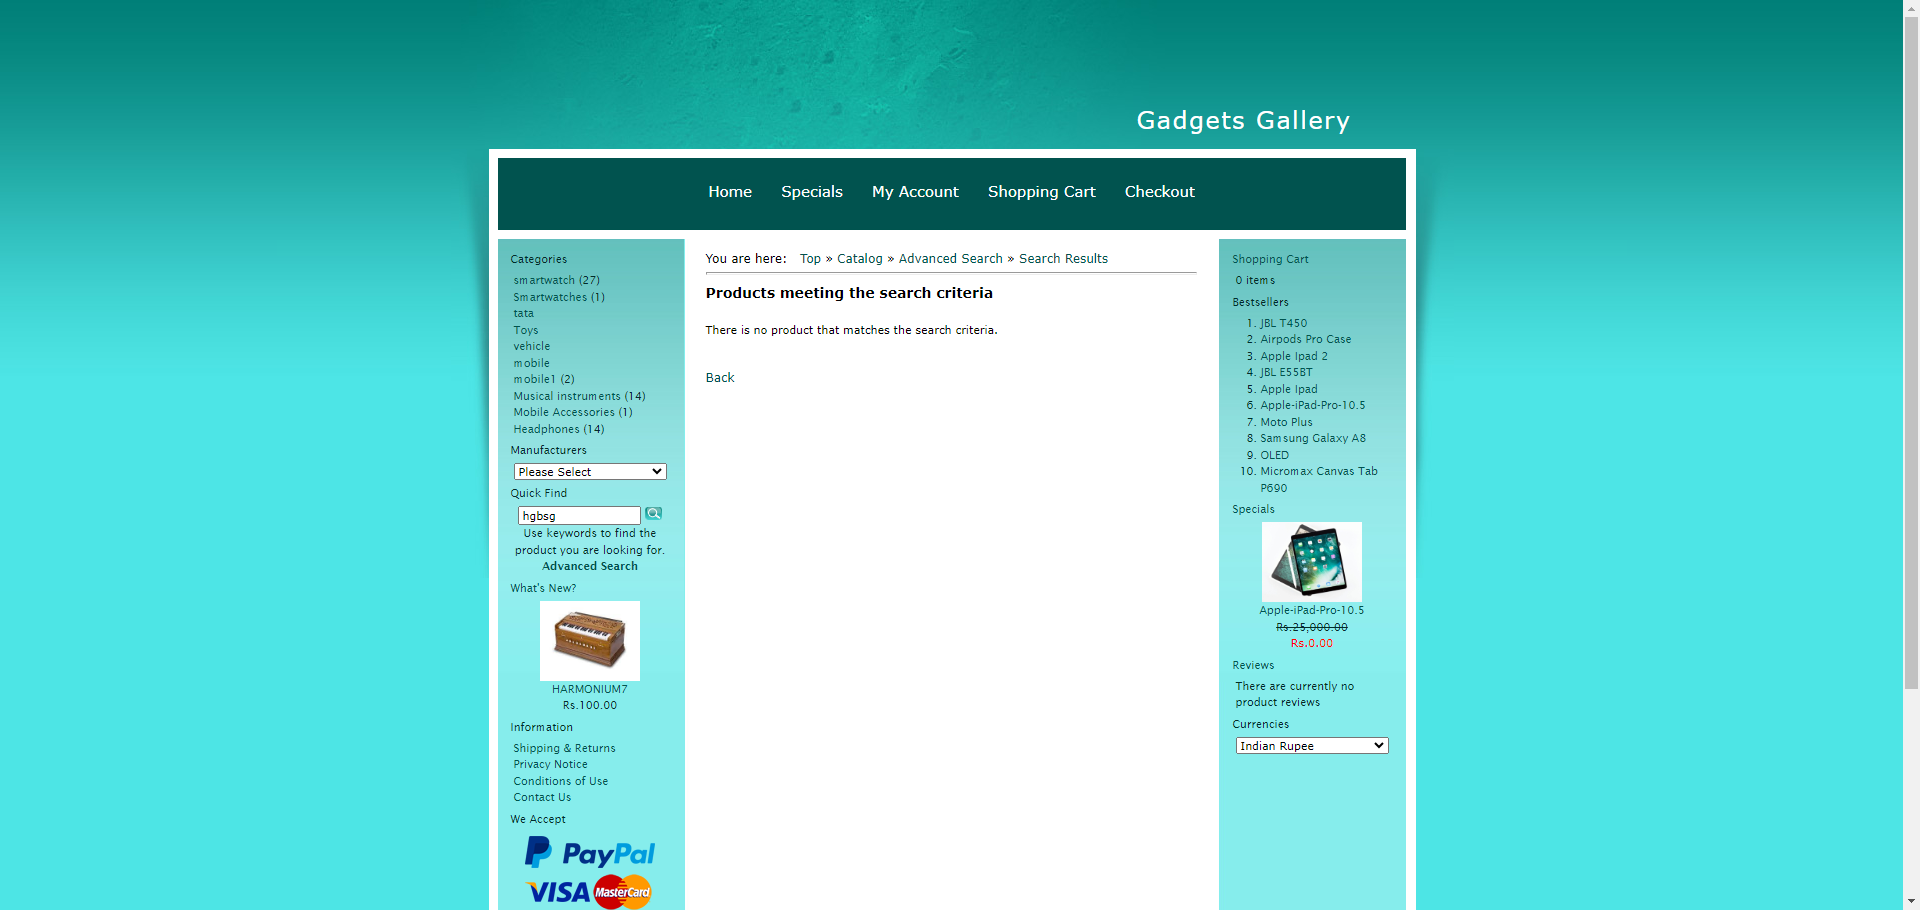 Gadgets Gallery
Home Specials My Account Shopping Cart Checkout
Categories
smartwatch (27)
Smartwatches (1)
tata
Toys
vehicle
mobile
mobile1 (2)
Musical instruments (14)
Mobile Accessories (1)
Headphones (14)
Manufacturers
Please Select
Quick Find
hgbsg
Use keywords to find the
product you are looking for.
Advanced Search
What's New?
HARMONIUM7
Rs.100.00
Information
Shipping & Returns
Privacy Notice
Conditions of Use
Contact Us
We Accept
PayPal
VISA MasterCard
You are here: Top » Catalog » Advanced Search » Search Results
Products meeting the search criteria
There is no product that matches the search criteria.
Back
Shopping Cart
0 items
Bestsellers
1. JBL T450
2. Airpods Pro Case
3. Apple Ipad 2
4. JBL E55BT
5. Apple Ipad
6. Apple-iPad-Pro-10.5
7. Moto Plus
8. Samsung Galaxy A8
9. OLED
10. Micromax Canvas Tab
P690
Specials
Apple-iPad-Pro-10.5
Rs.25,000.00
Rs.0.00
Reviews
There are currently no
product reviews
Currencies
Indian Rupee